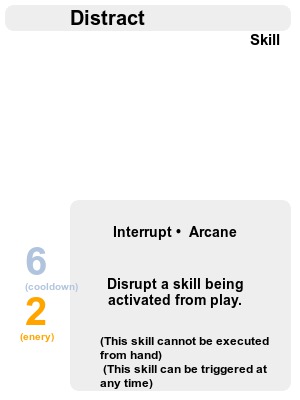 Distract
Skill
Interrupt • Arcane
6
(cooldown)
2
(enery)
Disrupt a skill being
activated from play.
(This skill cannot be executed
from hand)
(This skill can be triggered at
any time)